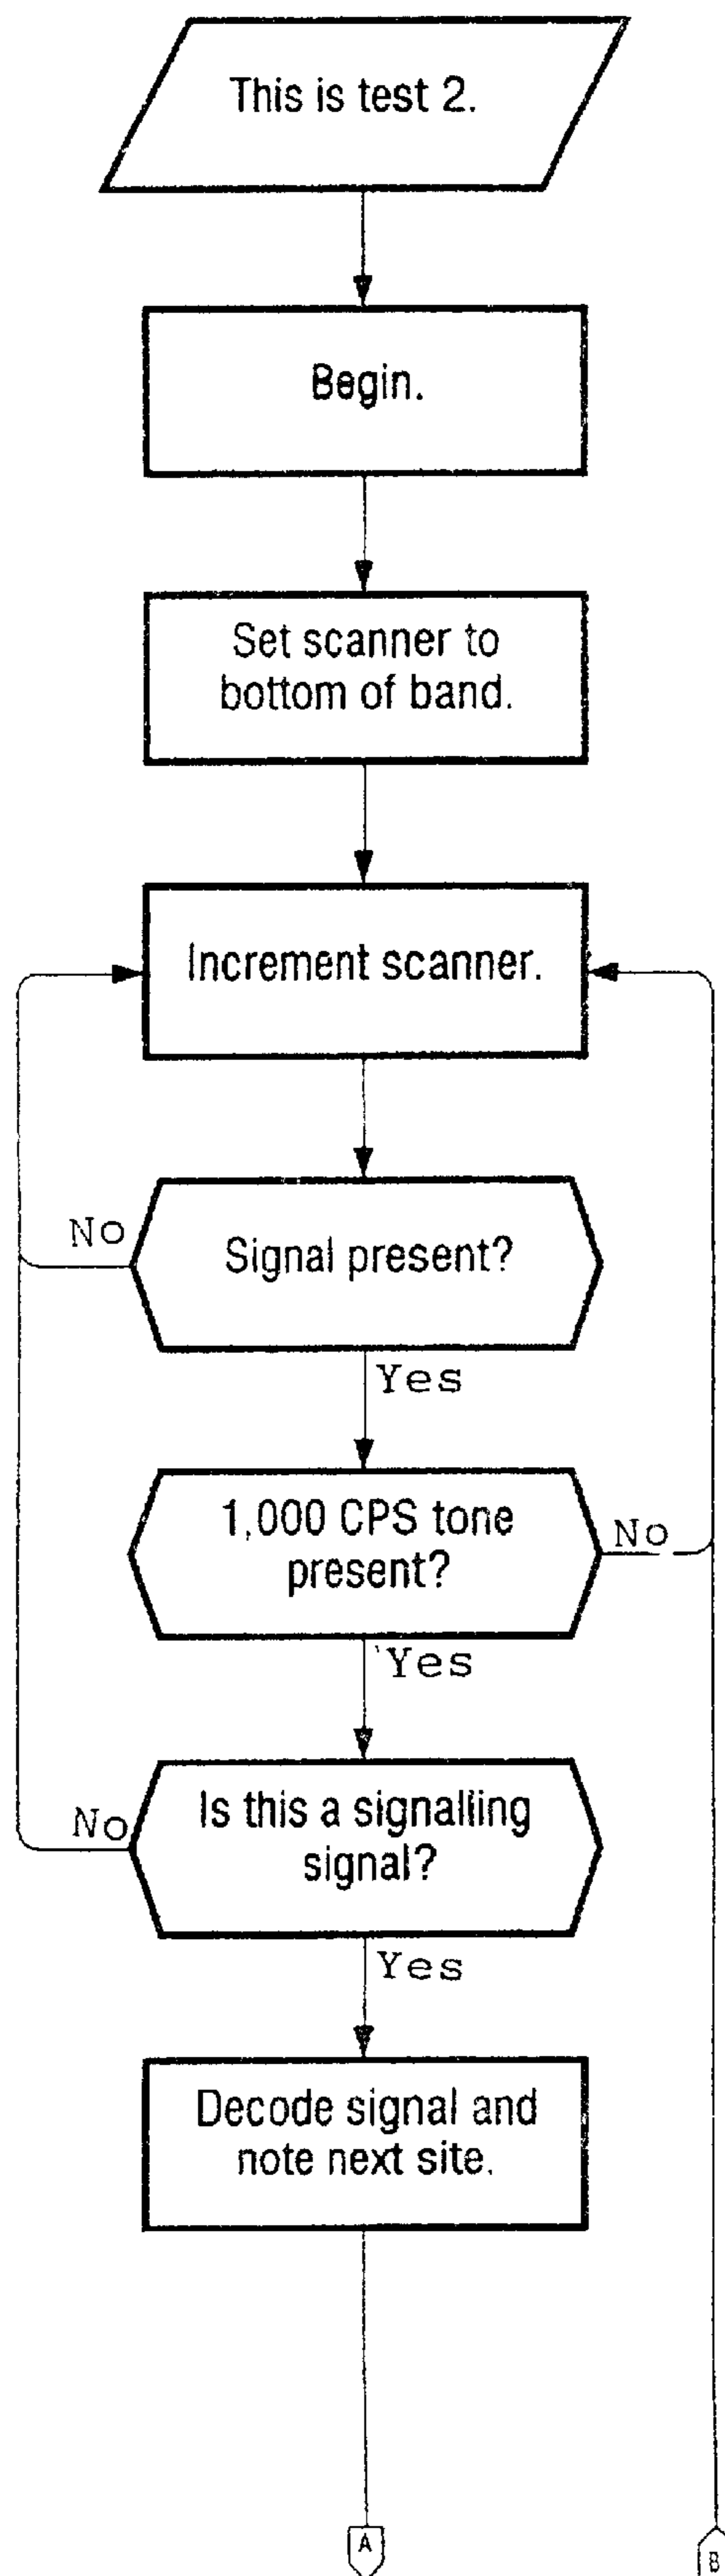 This is test 2.
Begin.
Set scanner to
bottom of band.
Increment scanner.
No
Signal present?
Yes
1,000 CPS tone
present?
No
Yes
Is this a signalling
signal?
No
Yes
Decode signal and
note next site.
A
B